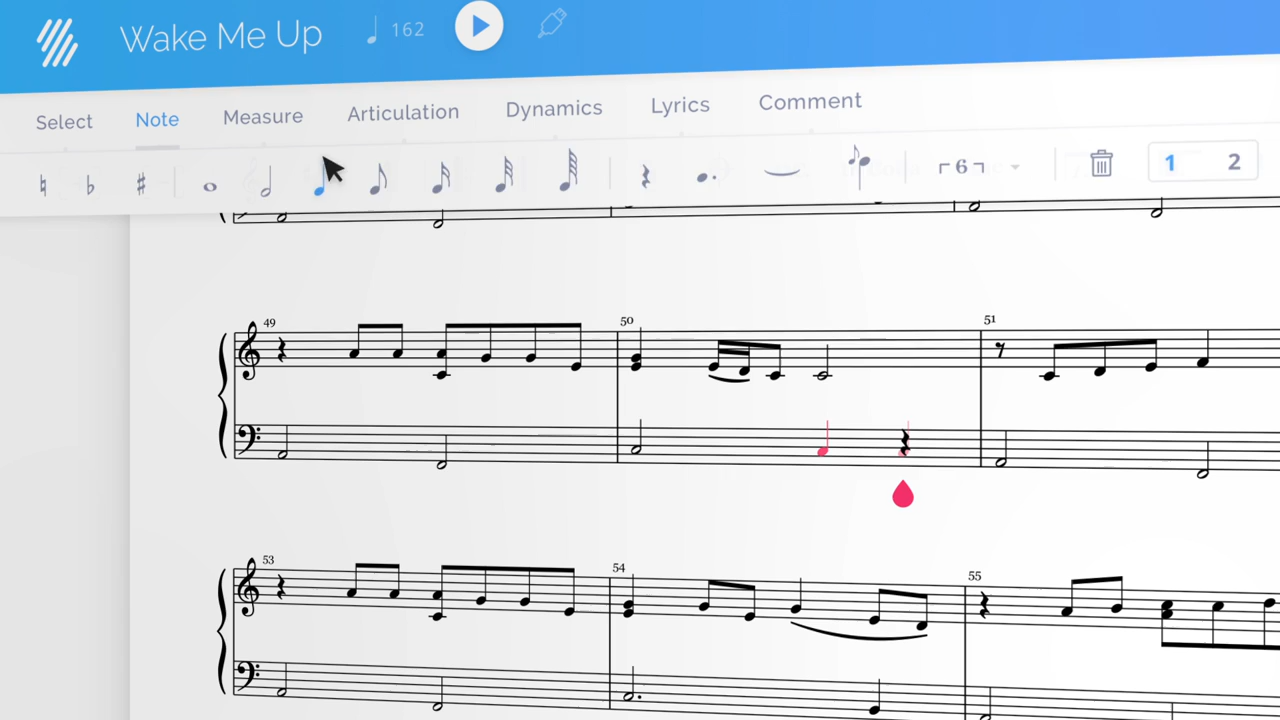 Wake Me Up 162
Select Note Measure Articulation Dynamics Lyrics Comment
6 1 2
49 50 51
53 54 55